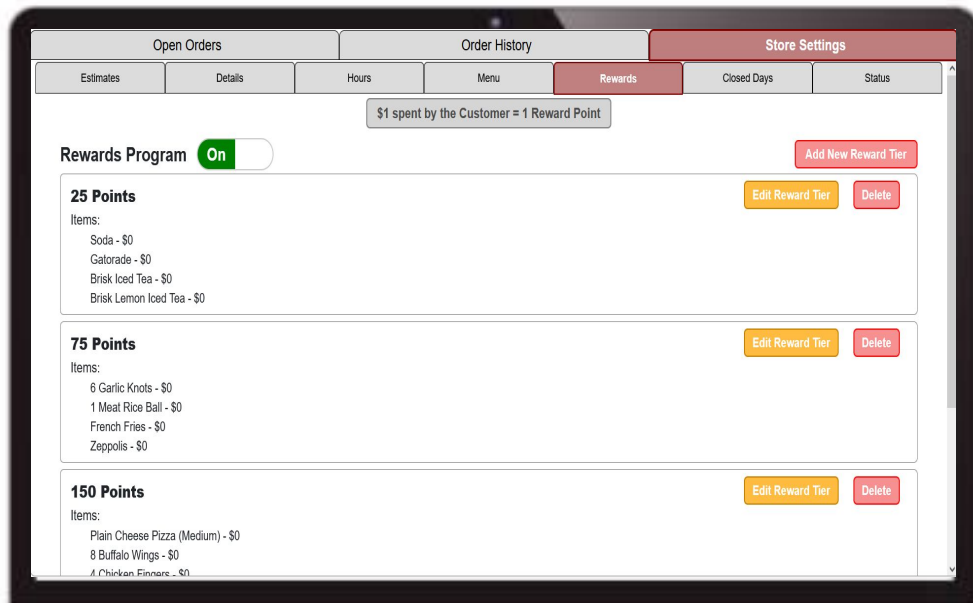 Open Orders Order History Store Settings
Estimates Details Hours Menu Rewards Closed Days Status
$1 spent by the Customer = 1 Reward Point
Rewards Program On Add New Reward Tier
25 Points Edit Reward Tier Delete
Items:
Soda - $0
Gatorade - $0
Brisk Iced Tea - $0
Brisk Lemon Iced Tea - $0
75 Points Edit Reward Tier Delete
Items:
6 Garlic Knots - $0
1 Meat Rice Ball - $0
French Fries - $0
Zeppolis - $0
150 Points Edit Reward Tier Delete
Items:
Plain Cheese Pizza (Medium) - $0
8 Buffalo Wings - $0
4 Chicken Fingers - $0